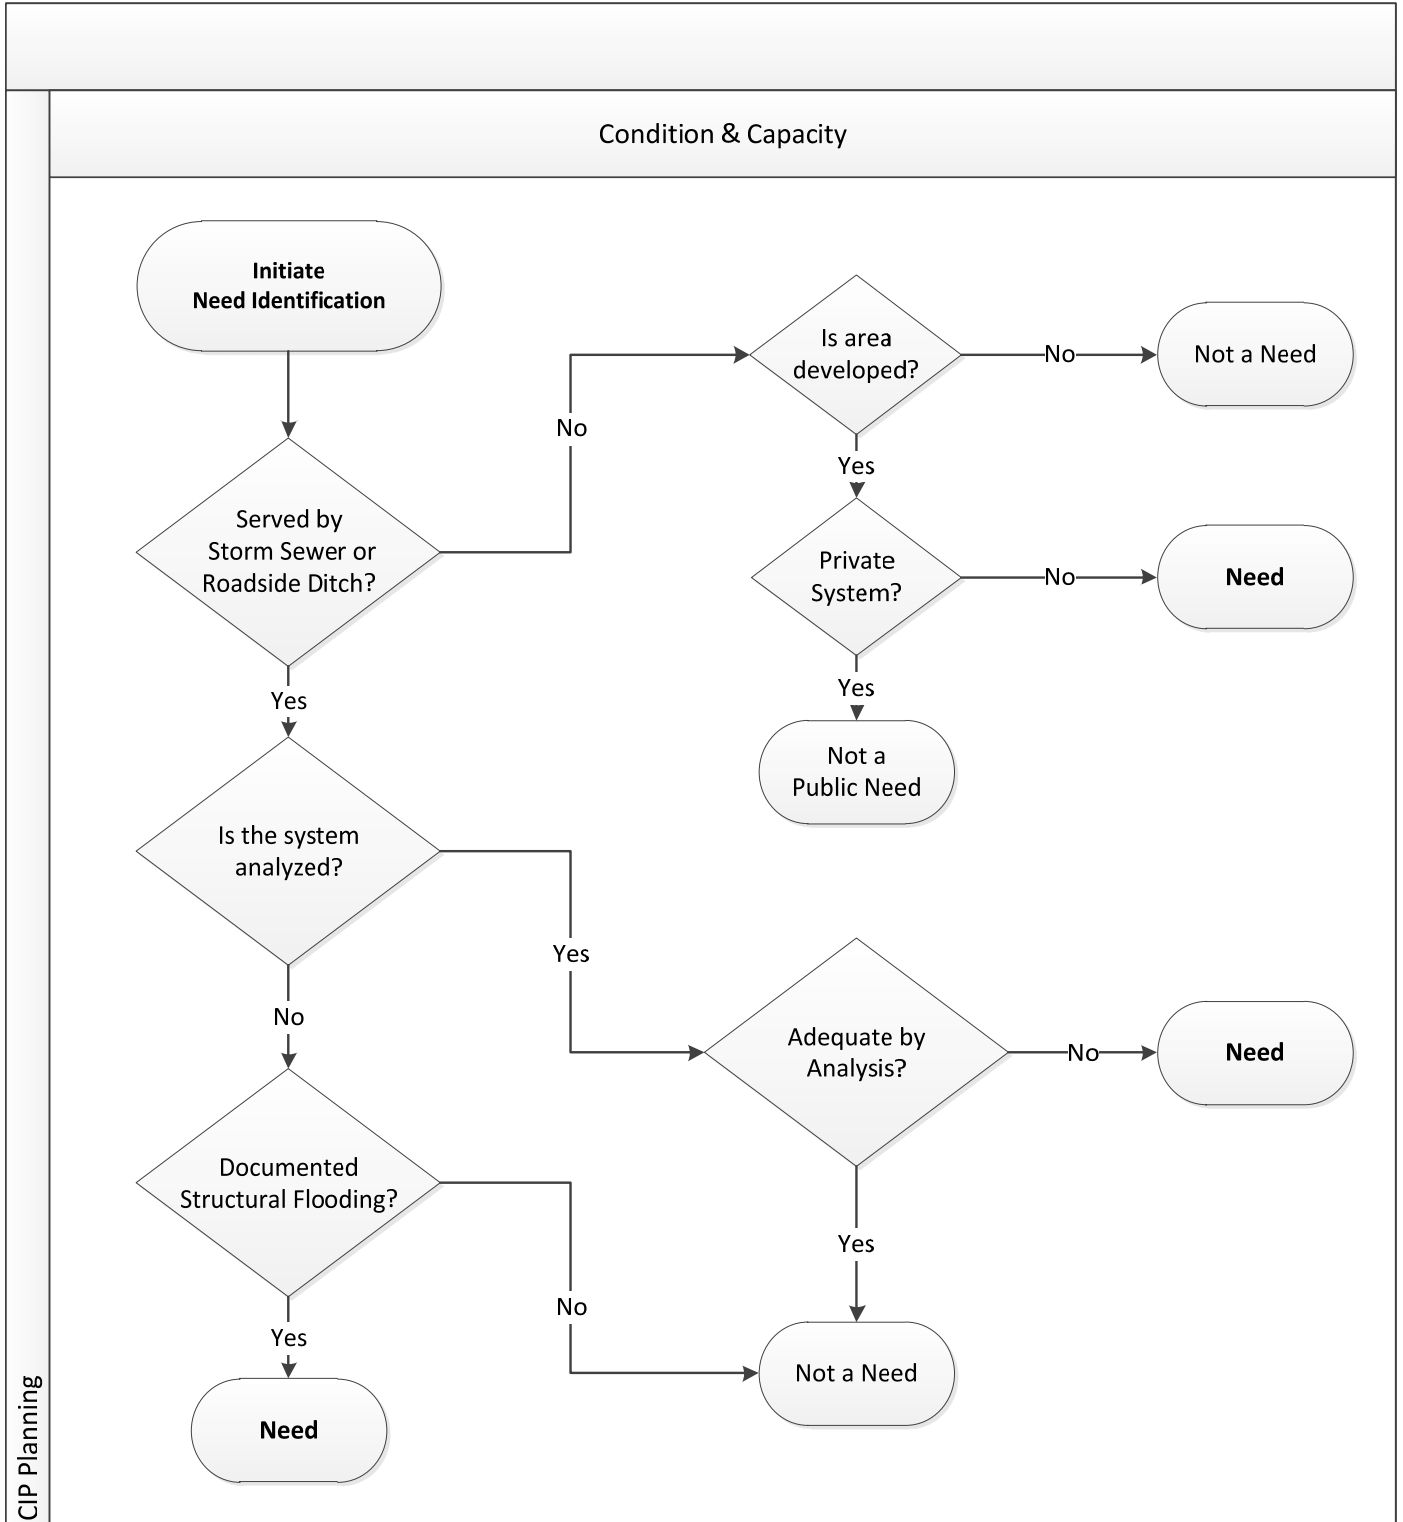 Condition & Capacity
CIP Planning
Initiate
Need Identification
Served by
Storm Sewer or
Roadside Ditch?
No
Is area
developed?
No
Not a Need
Yes
Private
System?
No
Need
Yes
Not a
Public Need
Yes
Is the system
analyzed?
Yes
Adequate by
Analysis?
No
Need
Yes
Not a Need
No
Documented
Structural Flooding?
No
Yes
Need